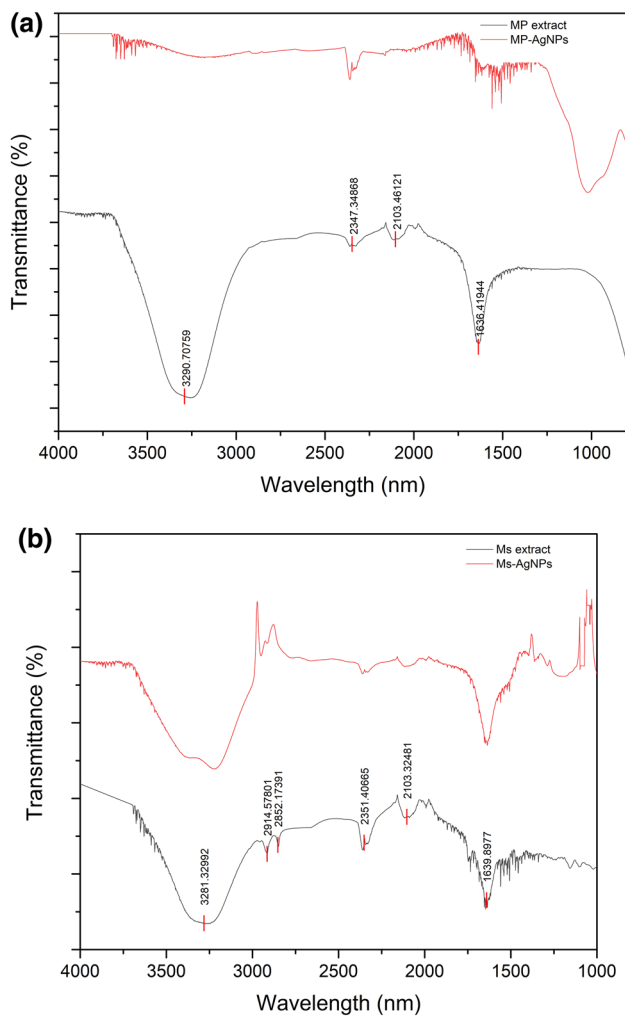 (a)
MP extract
MP-AgNPs
Transmittance (%)
3290.70759
2347.34868
2103.46121
1636.41944
4000 3500 3000 2500 2000 1500 1000
Wavelength (nm)
(b)
Ms extract
Ms-AgNPs
Transmittance (%)
3281.32992
2914.57801
2852.17391
2351.40665
2103.32481
1639.8977
4000 3500 3000 2500 2000 1500 1000
Wavelength (nm)